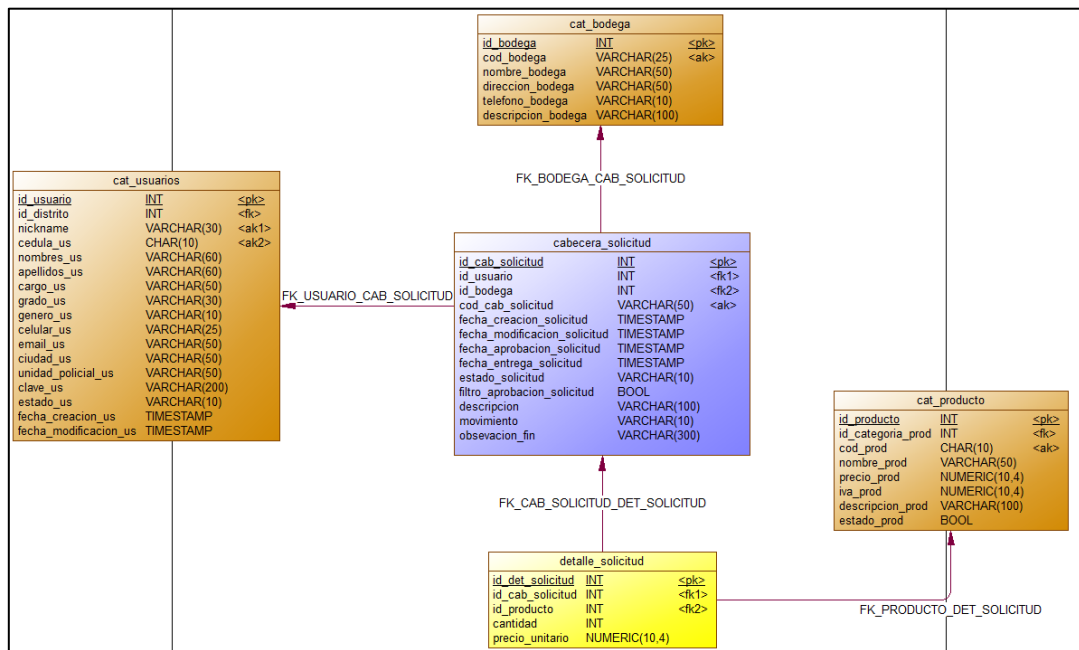 cat_bodega
id_bodega INT <pk>
cod_bodega VARCHAR(25) <ak>
nombre_bodega VARCHAR(50)
direccion_bodega VARCHAR(50)
telefono_bodega VARCHAR(10)
descripcion_bodega VARCHAR(100)
FK_BODEGA_CAB_SOLICITUD
cat_usuarios
id_usuario INT <pk>
id_distrito INT <fk>
nickname VARCHAR(30) <ak1>
cedula_us CHAR(10) <ak2>
nombres_us VARCHAR(60)
apellidos_us VARCHAR(60)
cargo_us VARCHAR(50)
grado_us VARCHAR(30)
genero_us VARCHAR(10)
celular_us VARCHAR(25)
email_us VARCHAR(50)
ciudad_us VARCHAR(50)
unidad_policial_us VARCHAR(50)
clave_us VARCHAR(200)
estado_us VARCHAR(10)
fecha_creacion_us TIMESTAMP
fecha_modificacion_us TIMESTAMP
FK_USUARIO_CAB_SOLICITUD
cabecera_solicitud
id_cab_solicitud INT <pk>
id_usuario INT <fk1>
id_bodega INT <fk2>
cod_cab_solicitud VARCHAR(50) <ak>
fecha_creacion_solicitud TIMESTAMP
fecha_modificacion_solicitud TIMESTAMP
fecha_aprobacion_solicitud TIMESTAMP
fecha_entrega_solicitud TIMESTAMP
estado_solicitud VARCHAR(10)
filtro_aprobacion_solicitud BOOL
descripcion VARCHAR(100)
movimiento VARCHAR(10)
obsevacion_fin VARCHAR(300)
cat_producto
id_producto INT <pk>
id_categoria_prod INT <fk>
cod_prod CHAR(10) <ak>
nombre_prod VARCHAR(50)
precio_prod NUMERIC(10,4)
iva_prod NUMERIC(10,4)
descripcion_prod VARCHAR(100)
estado_prod BOOL
FK_CAB_SOLICITUD_DET_SOLICITUD
detalle_solicitud
id_det_solicitud INT <pk>
id_cab_solicitud INT <fk1>
id_producto INT <fk2>
cantidad INT
precio_unitario NUMERIC(10,4)
FK_PRODUCTO_DET_SOLICITUD